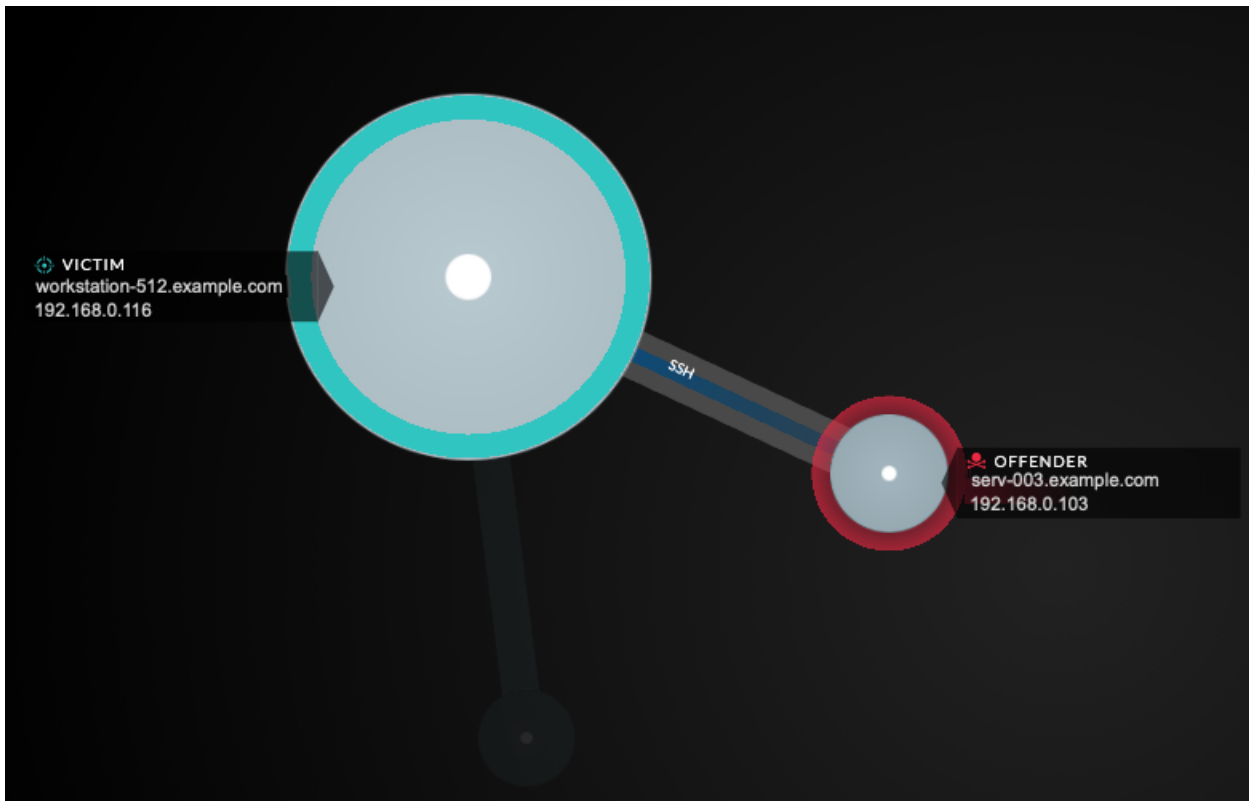 VICTIM
workstation-512.example.com
192.168.0.116
SSH
OFFENDER
serv-003.example.com
192.168.0.103